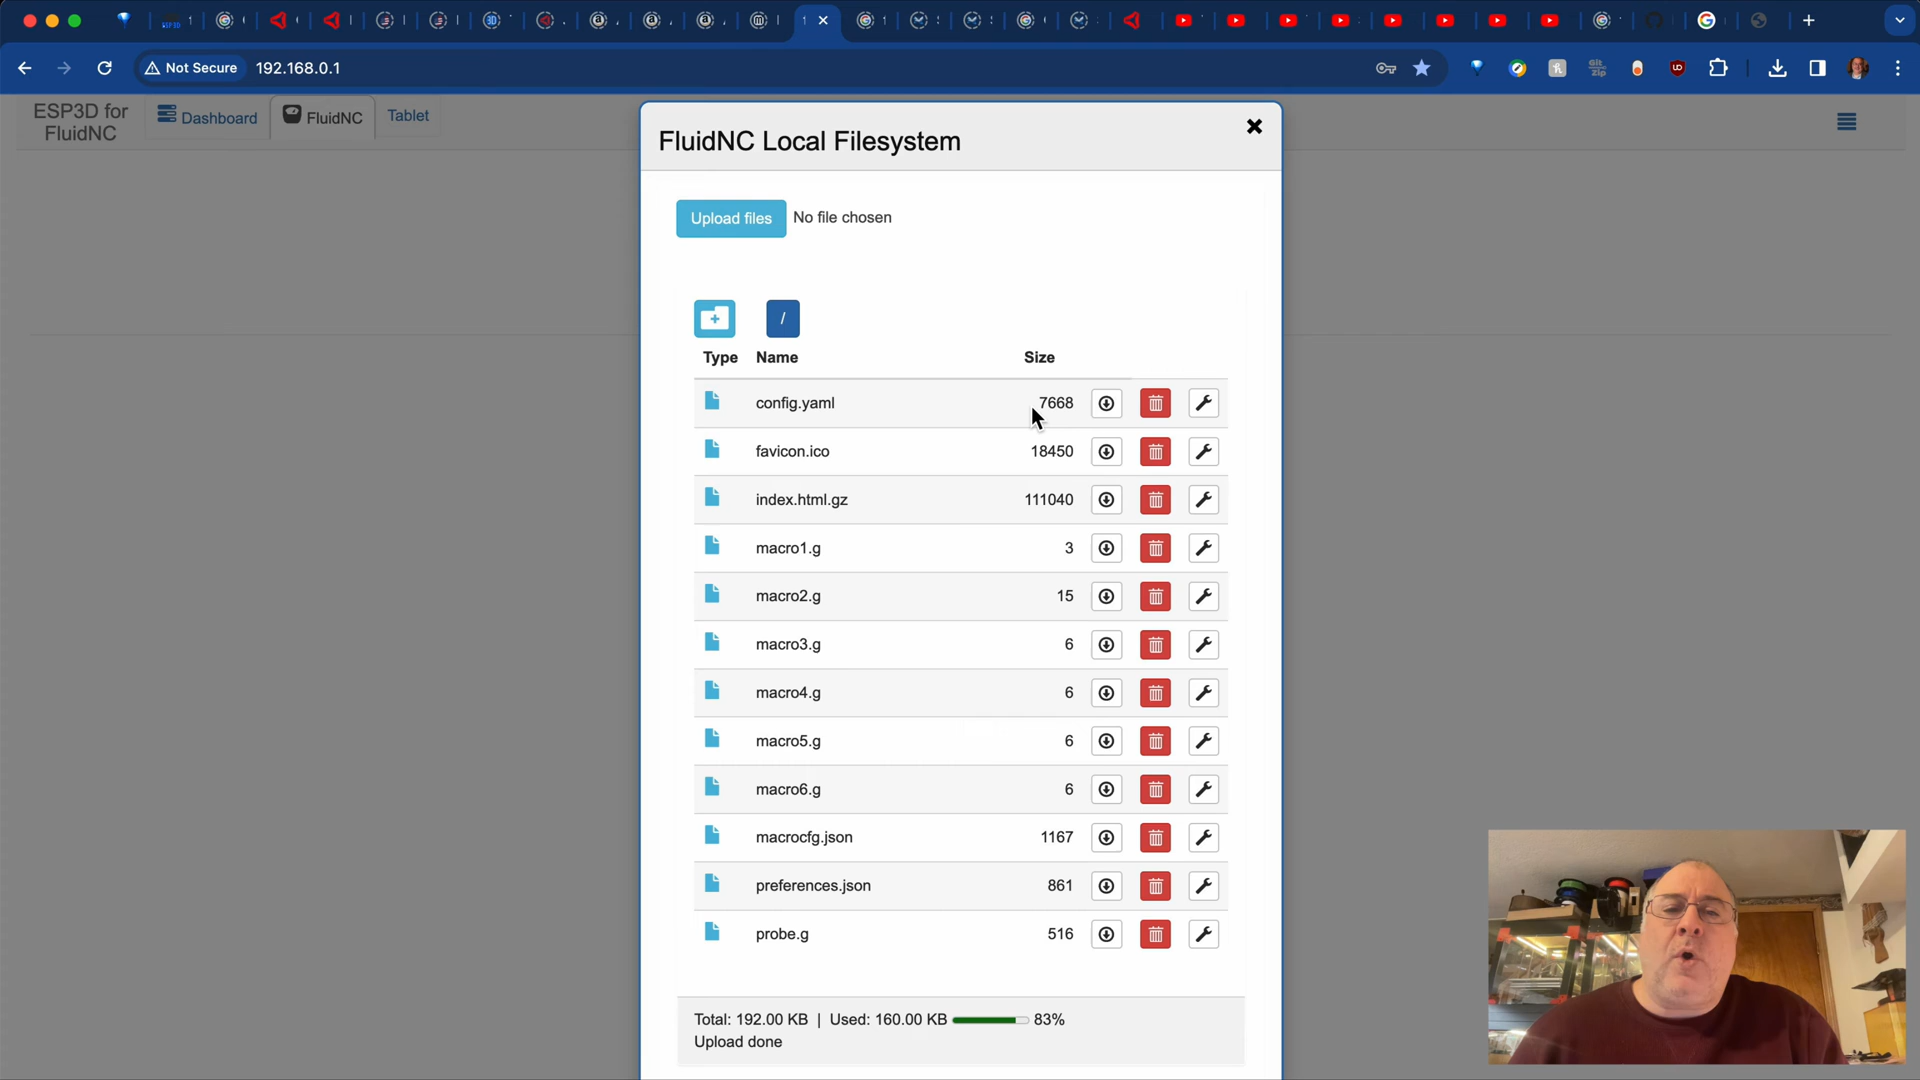 Not Secure 192.168.0.1
ESP3D for
FluidNC
Dashboard FluidNC Tablet
FluidNC Local Filesystem
Upload files No file chosen
/
Type Name Size
config.yaml 7668
favicon.ico 18450
index.html.gz 111040
macro1.g 3
macro2.g 15
macro3.g 6
macro4.g 6
macro5.g 6
macro6.g 6
macrocfg.json 1167
preferences.json 861
probe.g 516
Total: 192.00 KB | Used: 160.00 KB 83%
Upload done